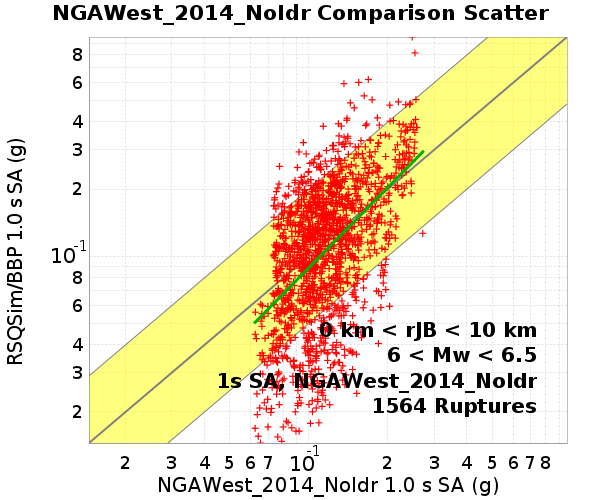 NGAWest_2014_NoIdr Comparison Scatter
RSQSim/BBP 1.0 s SA (g)
8
6
4
3
2
10^-1
8
6
4
3
2
0 km < rJB < 10 km
6 < Mw < 6.5
1s SA, NGAWest_2014_NoIdr
1564 Ruptures
2 3 4 5 6 7 10^-1 2 3 4 5 6 7 8
NGAWest_2014_NoIdr 1.0 s SA (g)